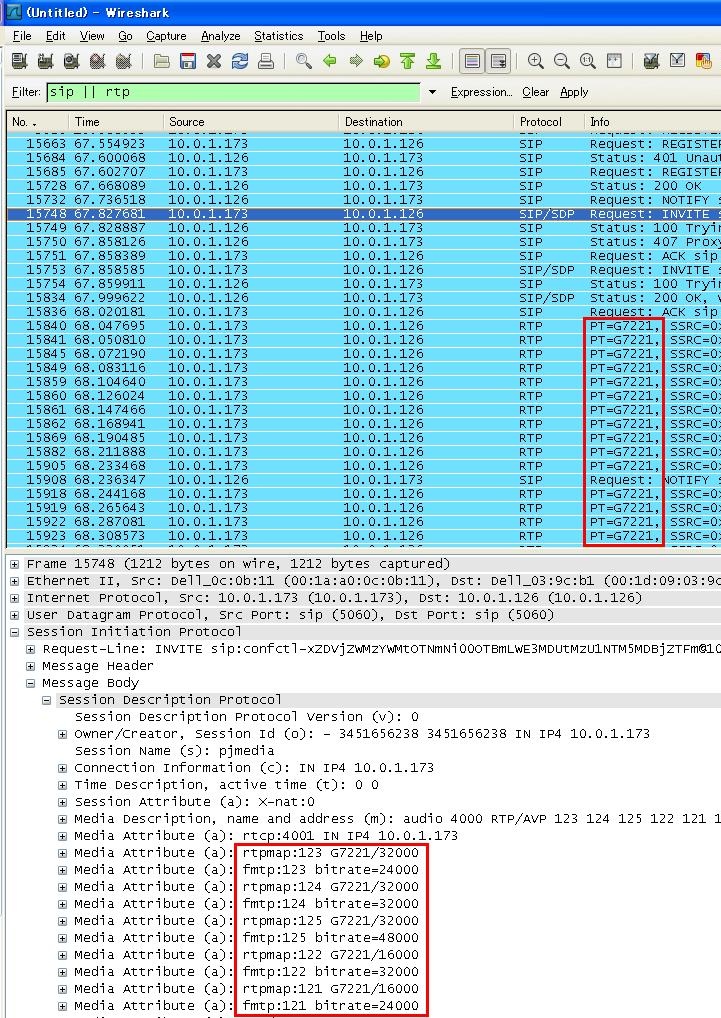 (Untitled) - Wireshark
File Edit View Go Capture Analyze Statistics Tools Help
Filter: sip || rtp Expression... Clear Apply
No. . Time Source Destination Protocol Info
15663 67.554923 10.0.1.173 10.0.1.126 SIP Request: REGISTER
15684 67.600068 10.0.1.126 10.0.1.173 SIP Status: 401 Unaut
15685 67.602707 10.0.1.173 10.0.1.126 SIP Request: REGISTER
15728 67.668089 10.0.1.126 10.0.1.173 SIP Status: 200 OK
15732 67.736518 10.0.1.126 10.0.1.173 SIP Request: NOTIFY s
15748 67.827681 10.0.1.173 10.0.1.126 SIP/SDP Request: INVITE s
15749 67.828887 10.0.1.126 10.0.1.173 SIP Status: 100 Tryin
15750 67.858126 10.0.1.126 10.0.1.173 SIP Status: 407 Proxy
15751 67.858389 10.0.1.173 10.0.1.126 SIP Request: ACK sip
15753 67.858585 10.0.1.173 10.0.1.126 SIP/SDP Request: INVITE s
15754 67.859911 10.0.1.126 10.0.1.173 SIP Status: 100 Tryin
15834 67.999622 10.0.1.126 10.0.1.173 SIP/SDP Status: 200 OK, w
15836 68.020181 10.0.1.173 10.0.1.126 SIP Request: ACK sip
15840 68.047695 10.0.1.173 10.0.1.126 RTP PT=G7221, SSRC=0x
15841 68.050810 10.0.1.173 10.0.1.126 RTP PT=G7221, SSRC=0x
15845 68.072190 10.0.1.173 10.0.1.126 RTP PT=G7221, SSRC=0x
15849 68.083116 10.0.1.173 10.0.1.126 RTP PT=G7221, SSRC=0x
15859 68.104640 10.0.1.173 10.0.1.126 RTP PT=G7221, SSRC=0x
15860 68.126024 10.0.1.173 10.0.1.126 RTP PT=G7221, SSRC=0x
15861 68.147466 10.0.1.173 10.0.1.126 RTP PT=G7221, SSRC=0x
15862 68.168941 10.0.1.173 10.0.1.126 RTP PT=G7221, SSRC=0x
15869 68.190485 10.0.1.173 10.0.1.126 RTP PT=G7221, SSRC=0x
15882 68.211888 10.0.1.173 10.0.1.126 RTP PT=G7221, SSRC=0x
15905 68.233468 10.0.1.173 10.0.1.126 RTP PT=G7221, SSRC=0x
15908 68.236347 10.0.1.126 10.0.1.173 SIP Request: NOTIFY s
15918 68.244168 10.0.1.173 10.0.1.126 RTP PT=G7221, SSRC=0x
15919 68.265643 10.0.1.173 10.0.1.126 RTP PT=G7221, SSRC=0x
15922 68.287081 10.0.1.173 10.0.1.126 RTP PT=G7221, SSRC=0x
15923 68.308573 10.0.1.173 10.0.1.126 RTP PT=G7221, SSRC=0x
Frame 15748 (1212 bytes on wire, 1212 bytes captured)
Ethernet II, Src: Dell_0c:0b:11 (00:1a:a0:0c:0b:11), Dst: Dell_03:9c:b1 (00:1d:09:03:9c
Internet Protocol, Src: 10.0.1.173 (10.0.1.173), Dst: 10.0.1.126 (10.0.1.126)
User Datagram Protocol, Src Port: sip (5060), Dst Port: sip (5060)
Session Initiation Protocol
Request-Line: INVITE
Message Header
Message Body
Session Description Protocol
Session Description Protocol Version (v): 0
Owner/Creator, Session Id (o): - 3451656238 3451656238 IN IP4 10.0.1.173
Session Name (s): pjmedia
Connection Information (c): IN IP4 10.0.1.173
Time Description, active time (t): 0 0
Session Attribute (a): X-nat:0
Media Description, name and address (m): audio 4000 RTP/AVP 123 124 125 122 121 1
Media Attribute (a): rtcp:4001 IN IP4 10.0.1.173
Media Attribute (a): rtpmap:123 G7221/32000
Media Attribute (a): fmtp:123 bitrate=24000
Media Attribute (a): rtpmap:124 G7221/32000
Media Attribute (a): fmtp:124 bitrate=32000
Media Attribute (a): rtpmap:125 G7221/32000
Media Attribute (a): fmtp:125 bitrate=48000
Media Attribute (a): rtpmap:122 G7221/16000
Media Attribute (a): fmtp:122 bitrate=32000
Media Attribute (a): rtpmap:121 G7221/16000
Media Attribute (a): fmtp:121 bitrate=24000